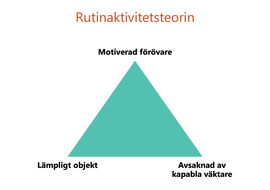 Rutinaktivitetsteorin
Motiverad förövare
Lämpligt objekt
Avsaknad av
kapabla väktare